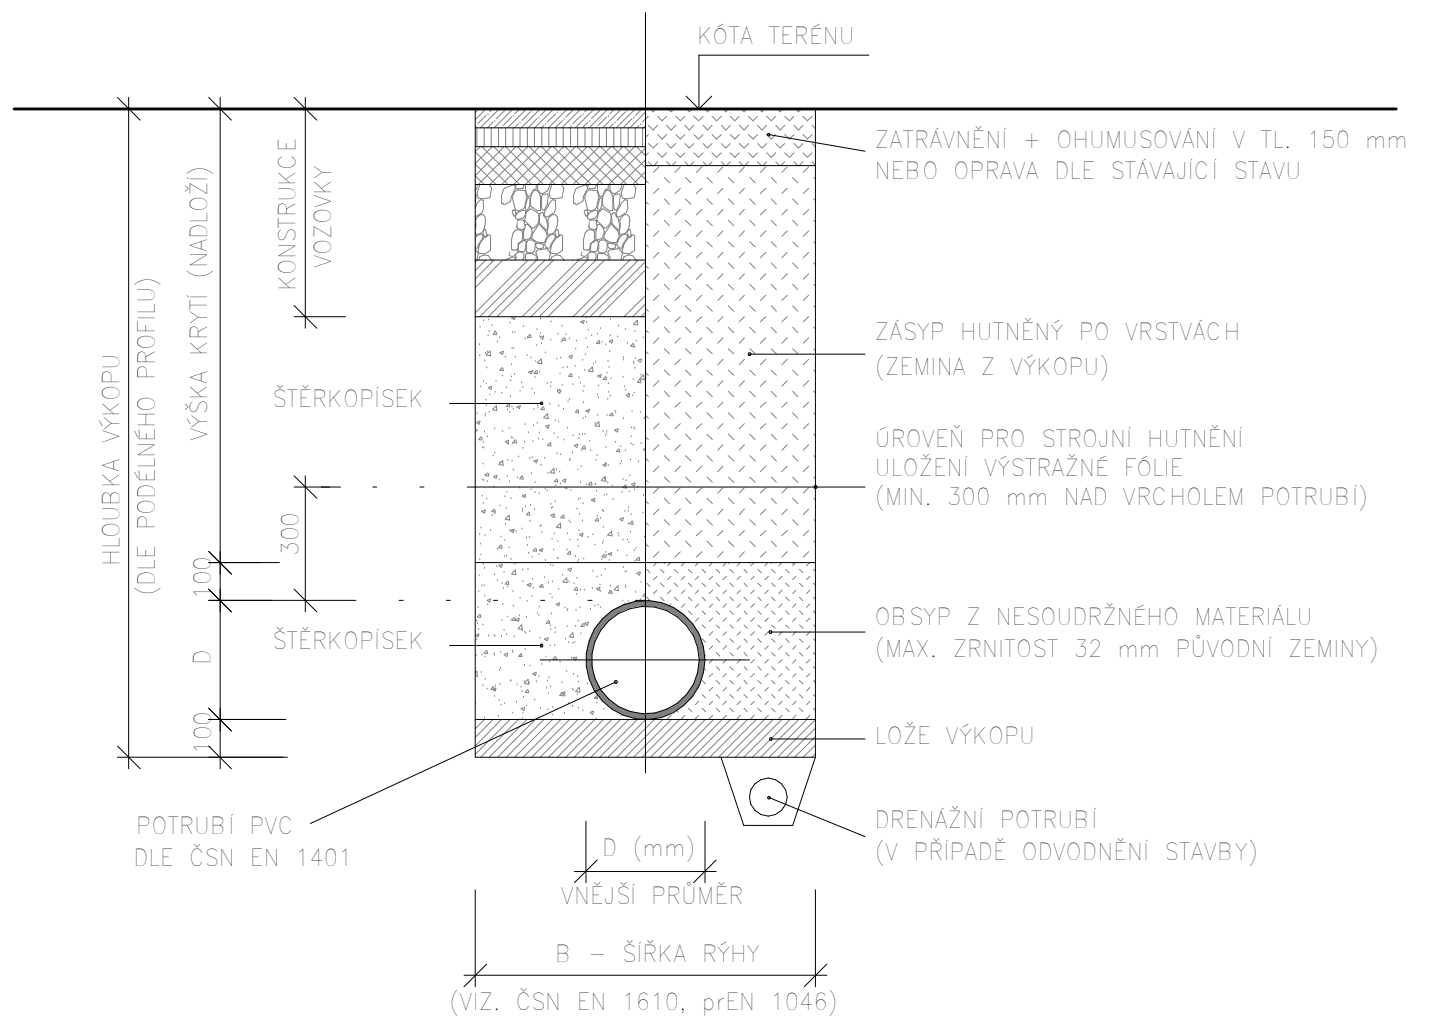 KÓTA TERÉNU
ZATRÁVNĚNÍ + OHUMUSOVÁNÍ V TL. 150 mm
NEBO OPRAVA DLE STÁVAJÍCÍ STAVU
HLOUBKA VÝKOPU
(DLE PODÉLNÉHO PROFILU)
VÝŠKA KRYTÍ (NADLOŽÍ)
KONSTRUKCE
VOZOVKY
ZÁSYP HUTNĚNÝ PO VRSTVÁCH
(ZEMINA Z VÝKOPU)
ŠTĚRKOPÍSEK
ÚROVEŇ PRO STROJNÍ HUTNĚNÍ
ULOŽENÍ VÝSTRAŽNÉ FÓLIE
(MIN. 300 mm NAD VRCHOLEM POTRUBÍ)
300
100
OBSYP Z NESOUDRŽNÉHO MATERIÁLU
(MAX. ZRNITOST 32 mm PŮVODNÍ ZEMINY)
ŠTĚRKOPÍSEK
D
100
LOŽE VÝKOPU
POTRUBÍ PVC
DLE ČSN EN 1401
DRENÁŽNÍ POTRUBÍ
(V PŘÍPADĚ ODVODNĚNÍ STAVBY)
D (mm)
VNĚJŠÍ PRŮMĚR
B – ŠÍŘKA RÝHY
(VIZ. ČSN EN 1610, prEN 1046)